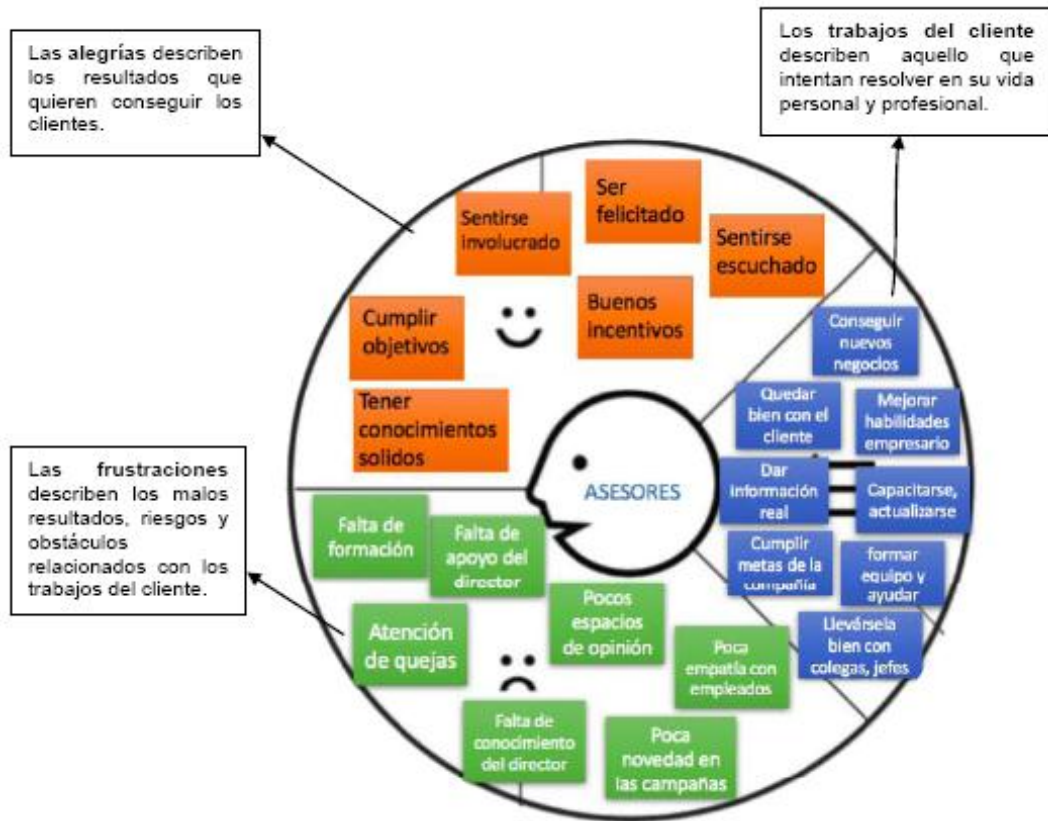 Las alegrías describen
los resultados que
quieren conseguir los
clientes.
Los trabajos del cliente
describen aquello que
intentan resolver en su vida
personal y profesional.
Sentirse
involucrado
Ser
felicitado
Sentirse
escuchado
Cumplir
objetivos
Buenos
incentivos
Tener
conocimientos
solidos
Conseguir
nuevos
negocios
Quedar
bien con el
cliente
Mejorar
habilidades
empresario
ASESORES
Dar
información
real
Capacitarse,
actualizarse
Cumplir
metas de la
compañía
formar
equipo y
ayudar
Llevársela
bien con
colegas, jefes
Las frustraciones
describen los malos
resultados, riesgos y
obstáculos
relacionados con los
trabajos del cliente.
Falta de
formación
Falta de
apoyo del
director
Atención
de quejas
Pocos
espacios
de opinión
Poca
empatía con
empleados
Falta de
conocimiento
del director
Poca
novedad en
las campañas